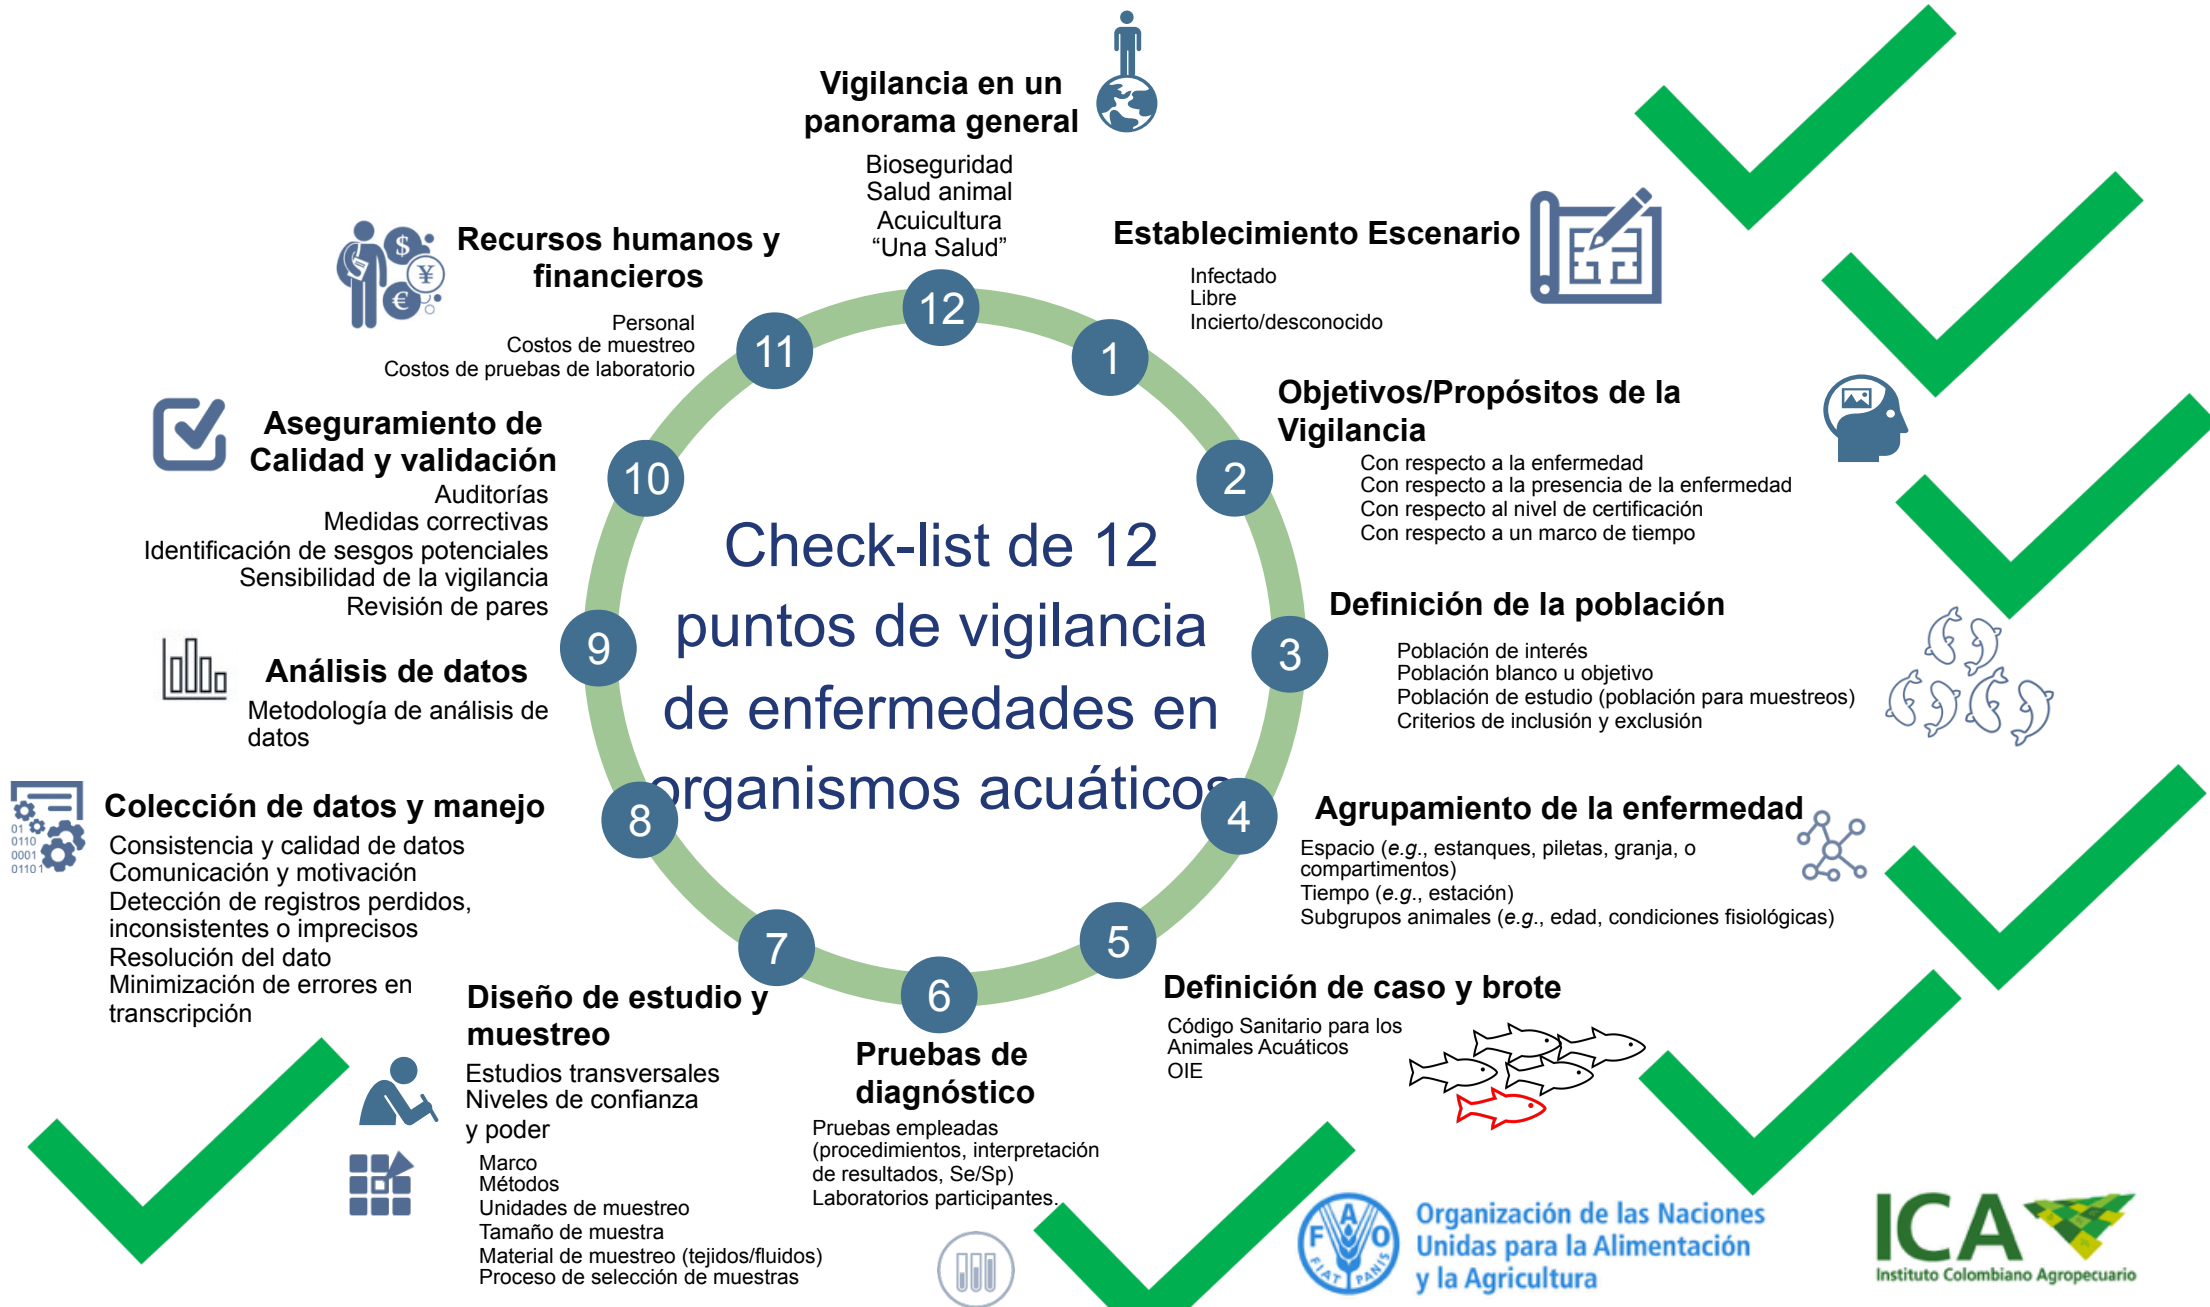 Vigilancia en un
panorama general
Bioseguridad
Salud animal
Acuicultura
“Una Salud”
12
Establecimiento Escenario
Infectado
Libre
Incierto/desconocido
1
Objetivos/Propósitos de la
Vigilancia
Con respecto a la enfermedad
Con respecto a la presencia de la enfermedad
Con respecto al nivel de certificación
Con respecto a un marco de tiempo
2
Definición de la población
Población de interés
Población blanco u objetivo
Población de estudio (población para muestreos)
Criterios de inclusión y exclusión
3
Agrupamiento de la enfermedad
Espacio (e.g., estanques, piletas, granja, o
compartimentos)
Tiempo (e.g., estación)
Subgrupos animales (e.g., edad, condiciones fisiológicas)
4
Definición de caso y brote
Código Sanitario para los
Animales Acuáticos
OIE
5
Pruebas de
diagnóstico
Pruebas empleadas
(procedimientos, interpretación
de resultados, Se/Sp)
Laboratorios participantes.
6
Diseño de estudio y
muestreo
Estudios transversales
Niveles de confianza
y poder
Marco
Métodos
Unidades de muestreo
Tamaño de muestra
Material de muestreo (tejidos/fluidos)
Proceso de selección de muestras
7
Colección de datos y manejo
Consistencia y calidad de datos
Comunicación y motivación
Detección de registros perdidos,
inconsistentes o imprecisos
Resolución del dato
Minimización de errores en
transcripción
01
0110
0001
01101
8
Análisis de datos
Metodología de análisis de
datos
9
Aseguramiento de
Calidad y validación
Auditorías
Medidas correctivas
Identificación de sesgos potenciales
Sensibilidad de la vigilancia
Revisión de pares
10
Recursos humanos y
financieros
Personal
Costos de muestreo
Costos de pruebas de laboratorio
$
¥
€
11
Check-list de 12
puntos de vigilancia
de enfermedades en
organismos acuáticos
FAO
FIAT PANIS
Organización de las Naciones
Unidas para la Alimentación
y la Agricultura
ICA
Instituto Colombiano Agropecuario